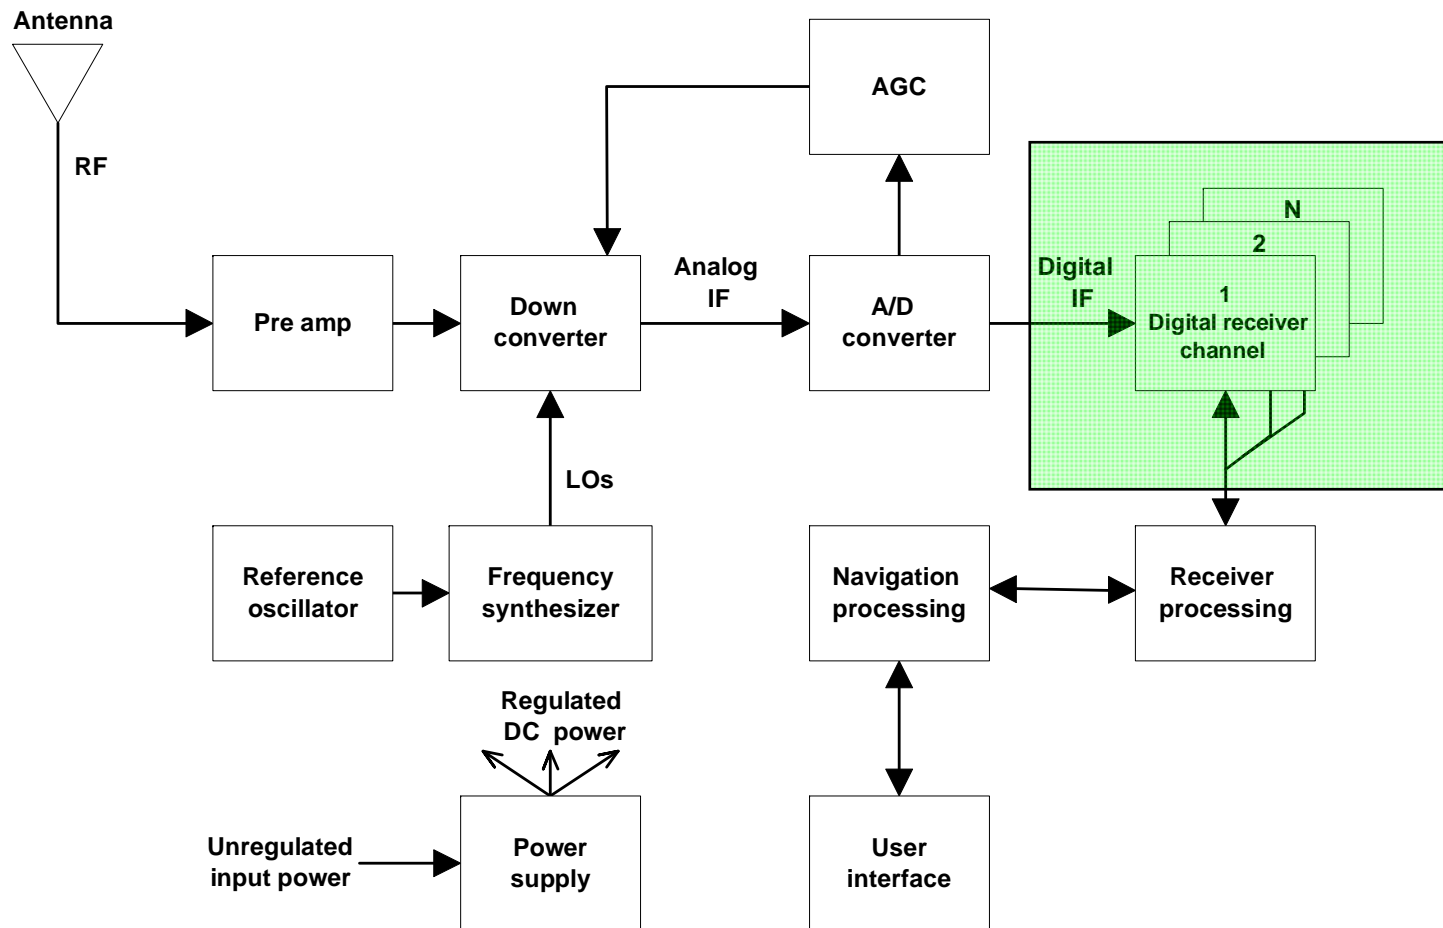 Antenna
RF
AGC
Pre amp
Down
converter
Analog
IF
A/D
converter
Digital
IF
N
2
1
Digital receiver
channel
LOs
Reference
oscillator
Frequency
synthesizer
Navigation
processing
Receiver
processing
Regulated
DC power
Unregulated
input power
Power
supply
User
interface